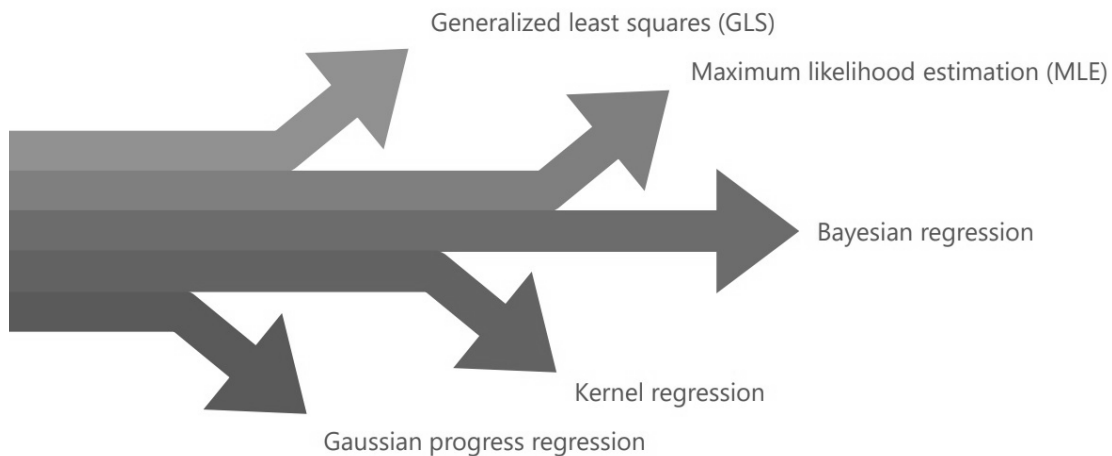 Generalized least squares (GLS)
Maximum likelihood estimation (MLE)
Bayesian regression
Kernel regression
Gaussian progress regression